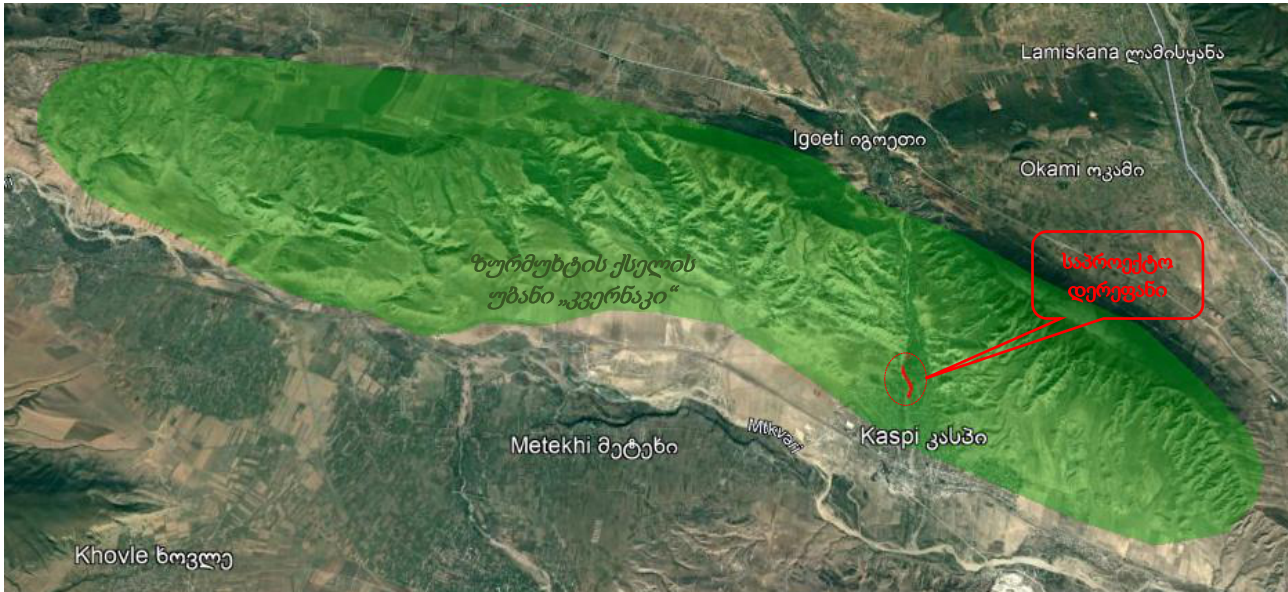 Lamiskana ლამისყანა
Igoeti იგოეთი
Okami ოკამი
საპროექტო
დერეფანი
ზურმუხტის ქსელის
უბანი „კვერნაკი“
Mtkvari
Kaspi კასპი
Metekhi მეტეხი
Khovle ხოვლე